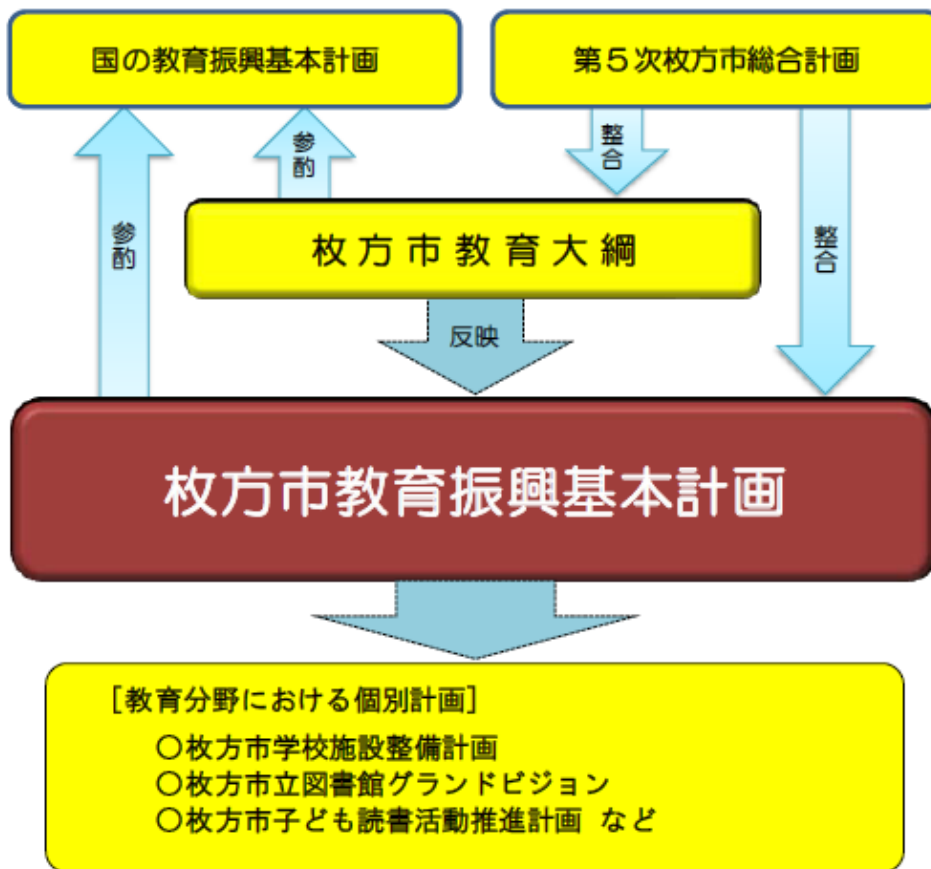 国の教育振興基本計画
第５次枚方市総合計画
参酌
整合
参酌
枚方市教育大綱
整合
反映
枚方市教育振興基本計画
［教育分野における個別計画］
○枚方市学校施設整備計画
○枚方市立図書館グランドビジョン
○枚方市子ども読書活動推進計画 など